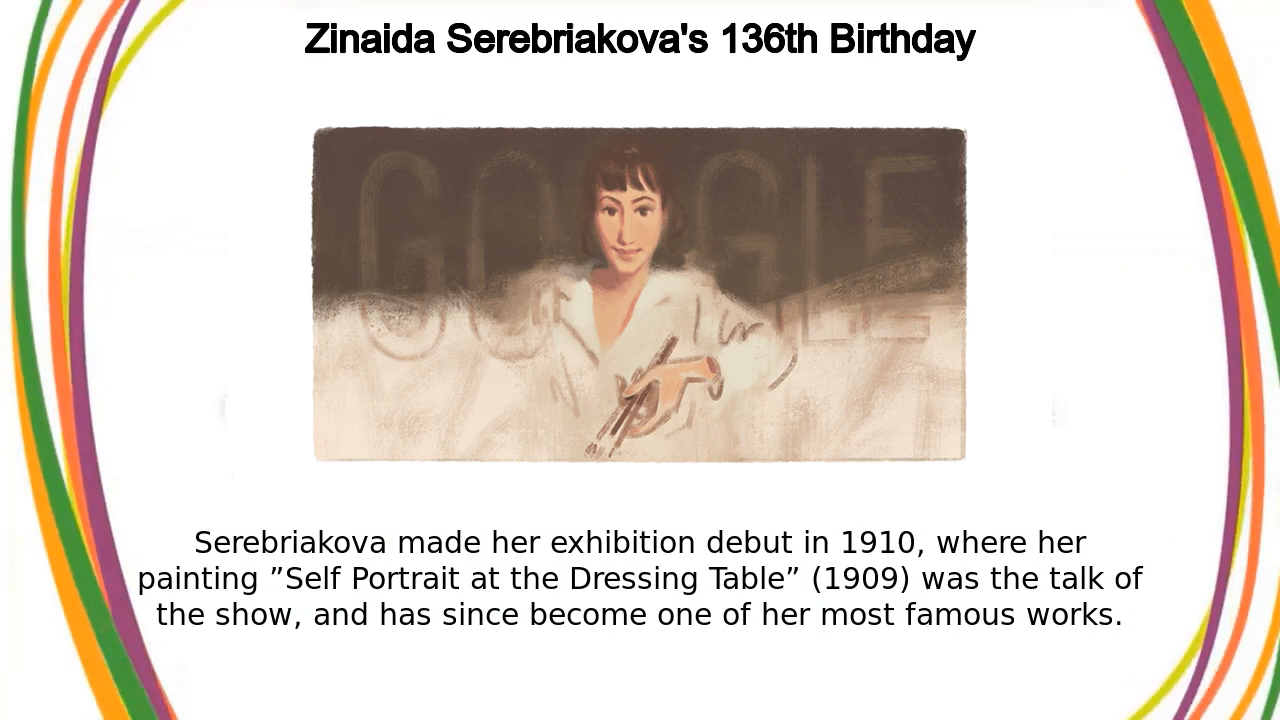 Zinaida Serebriakova's 136th Birthday
GOOGLE
Serebriakova made her exhibition debut in 1910, where her
painting ”Self Portrait at the Dressing Table” (1909) was the talk of
the show, and has since become one of her most famous works.